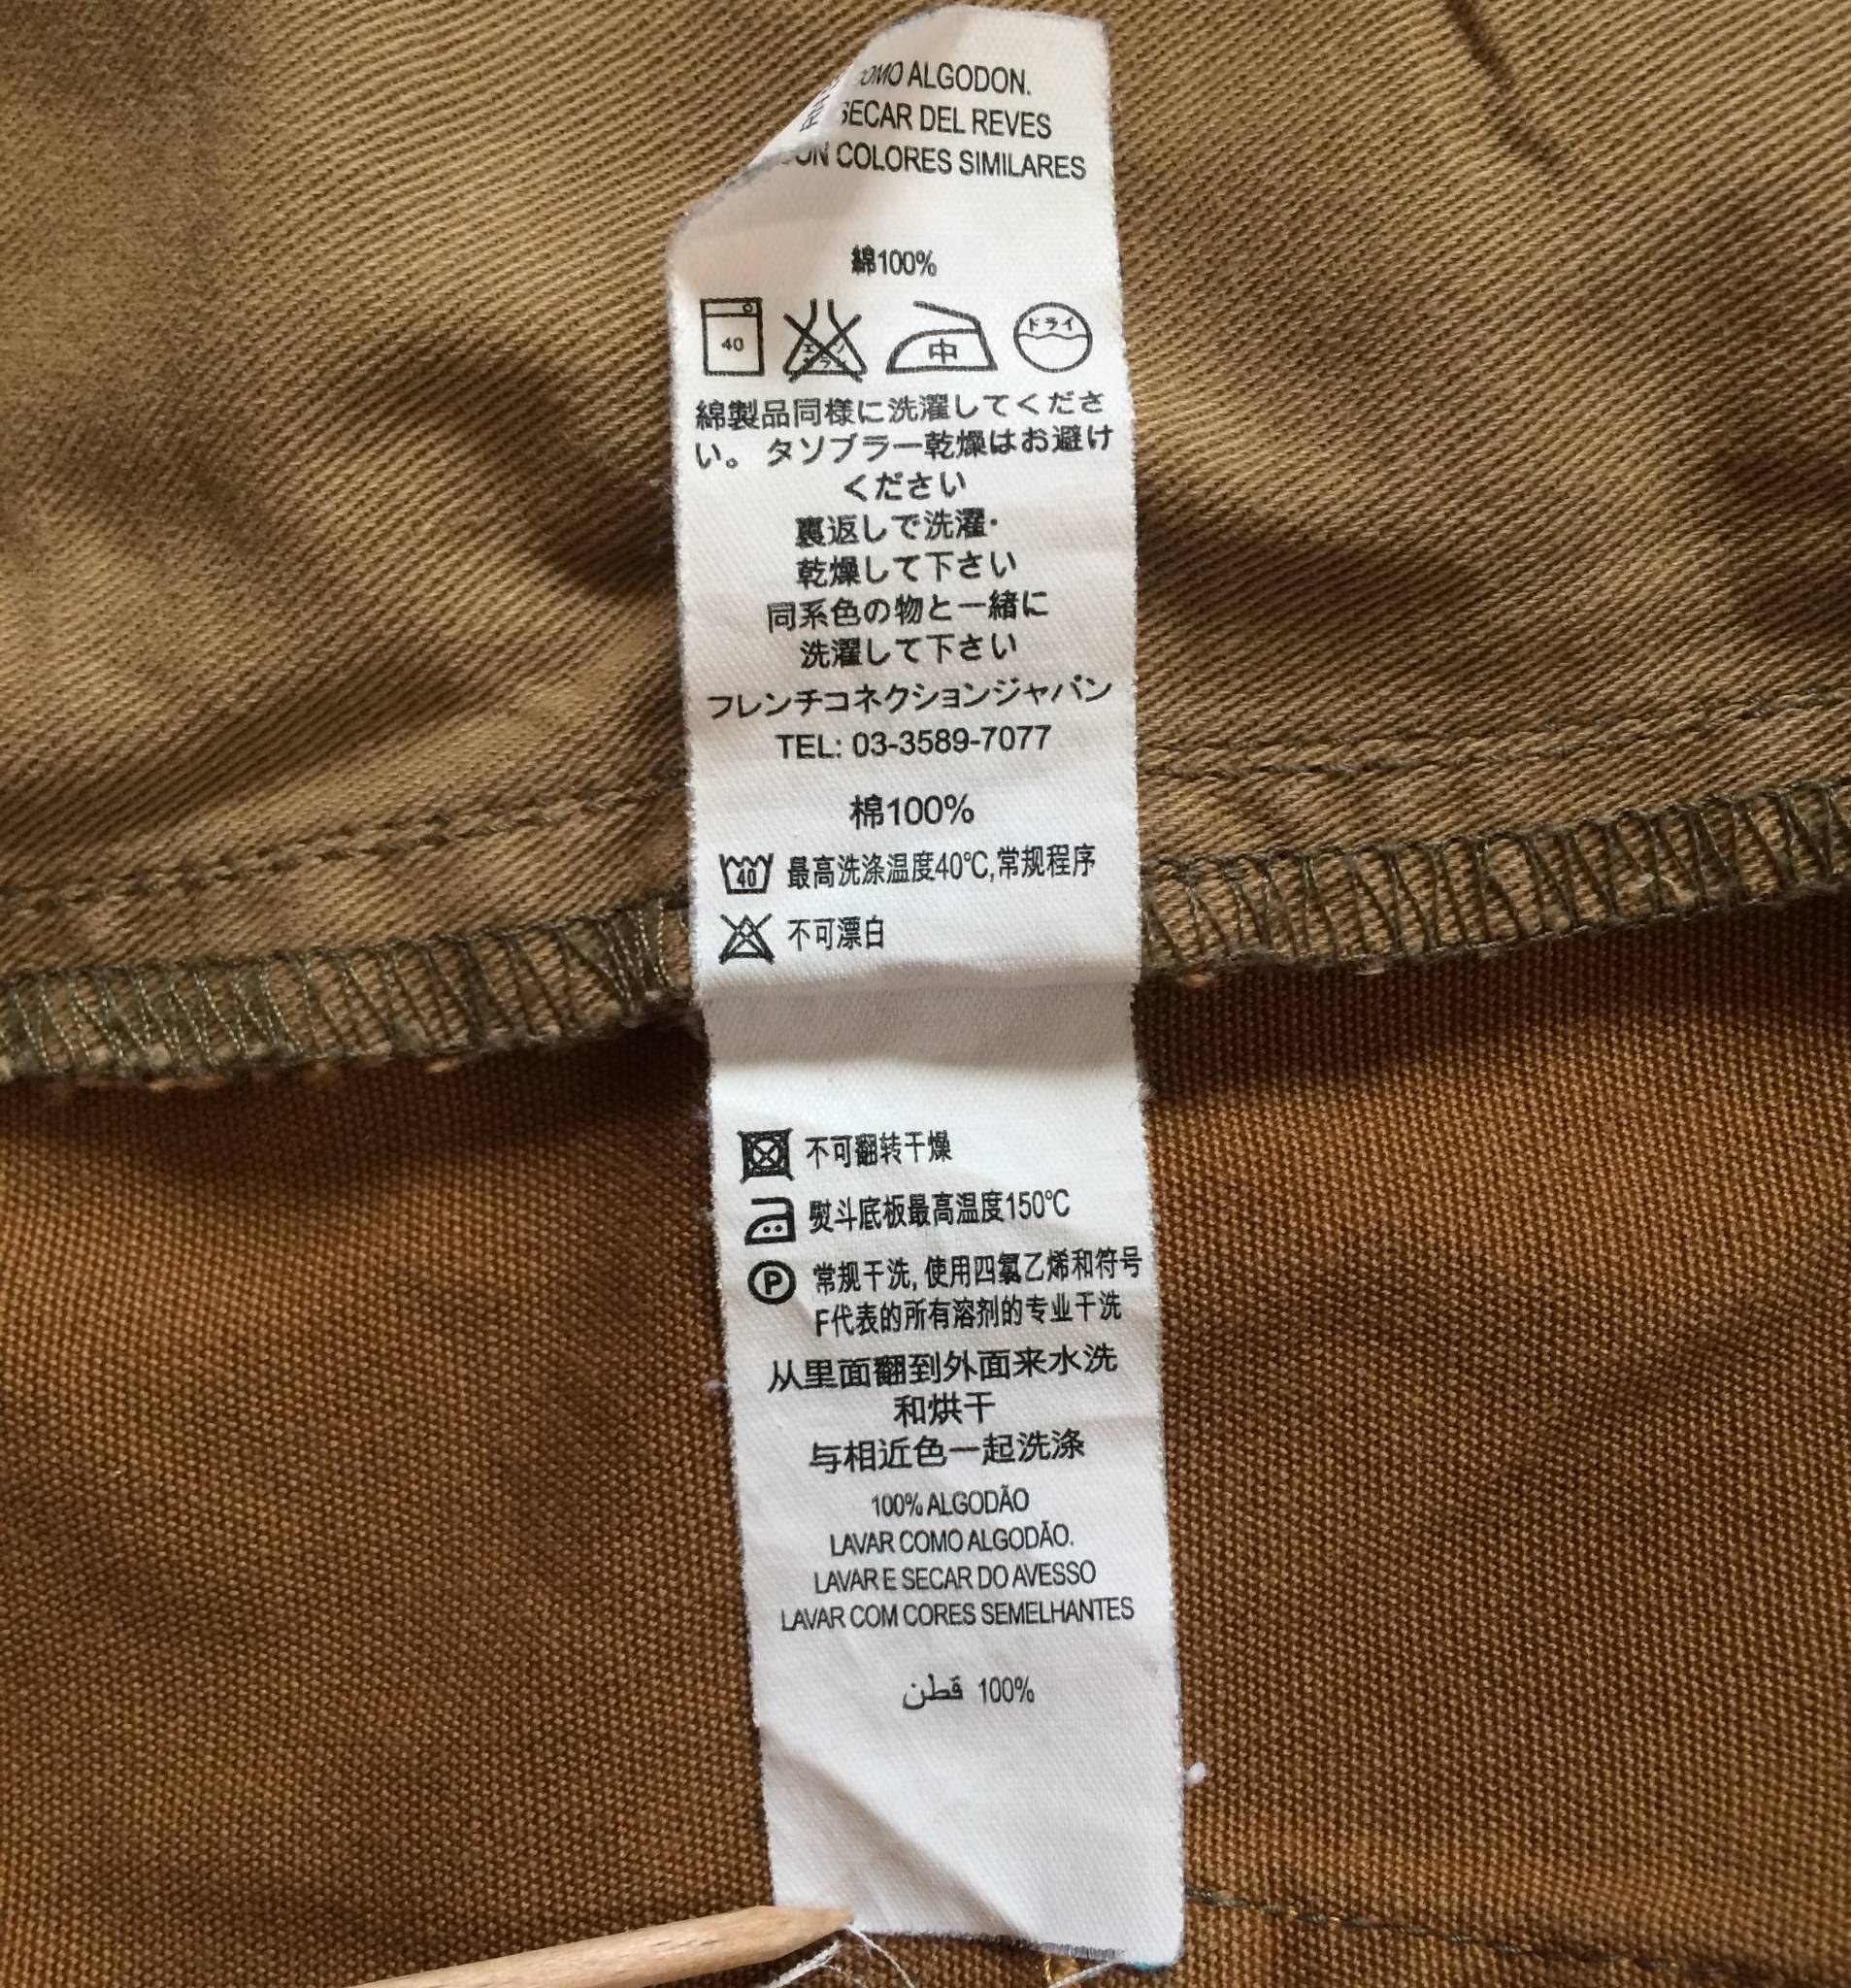 ALGODON.
SECAR DEL REVES
COLORES SIMILARES
綿100%
40
中
ドライ
綿製品同様に洗濯してくださ
い。タソブラー乾燥はお避け
ください
裏返しで洗濯·
乾燥して下さい
同系色の物と一緒に
洗濯して下さい
フレンチコネクションジャパン
TEL: 03-3589-7077
棉100%
40 最高洗涤温度40℃,常规程序
不可漂白
不可翻转干燥
熨斗底板最高温度150℃
P 常规干洗, 使用四氯乙烯和符号
F代表的所有溶剂的专业干洗
从里面翻到外面来水洗
和烘干
与相近色一起洗涤
100% ALGODÃO
LAVAR COMO ALGODÃO.
LAVAR E SECAR DO AVESSO
LAVAR COM CORES SEMELHANTES
100% قطن